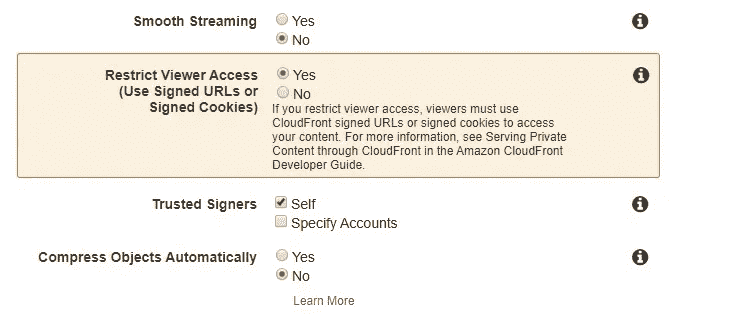 Smooth Streaming Yes
No
Restrict Viewer Access Yes
(Use Signed URLs or No
Signed Cookies)
If you restrict viewer access, viewers must use
CloudFront signed URLs or signed cookies to access
your content. For more information, see Serving Private
Content through CloudFront in the Amazon CloudFront
Developer Guide.
Trusted Signers Self
Specify Accounts
Compress Objects Automatically Yes
No
Learn More